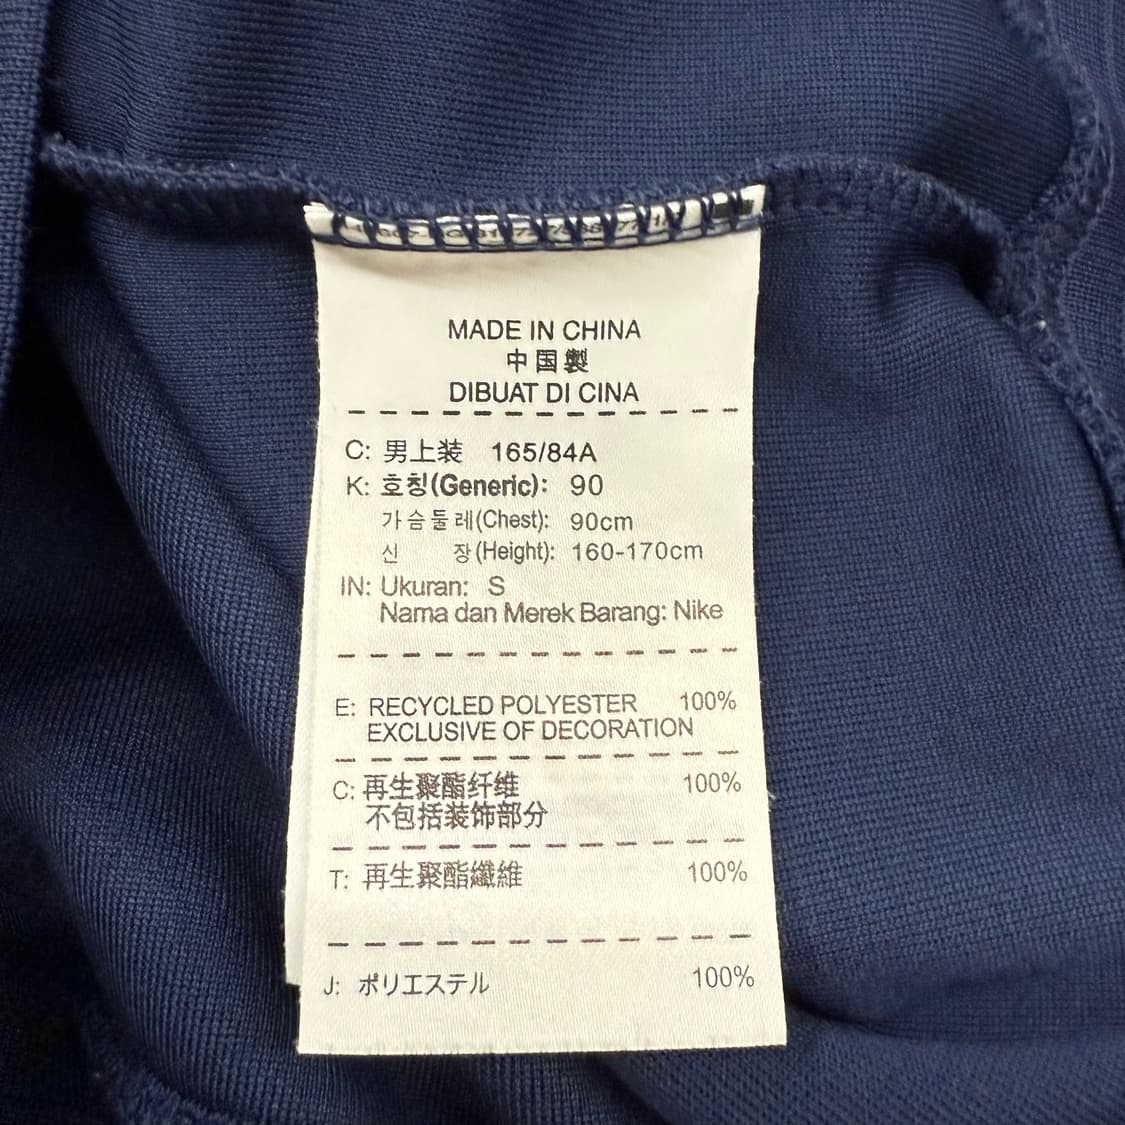 MADE IN CHINA
中国製
DIBUAT DI CINA
C: 男上装 165/84A
K: 호칭(Generic): 90
가슴둘레(Chest): 90cm
신 장(Height): 160-170cm
IN: Ukuran: S
Nama dan Merek Barang: Nike
E: RECYCLED POLYESTER 100%
EXCLUSIVE OF DECORATION
C: 再生聚酯纤维 100%
不包括装饰部分
T: 再生聚酯纖維 100%
J: ポリエステル 100%